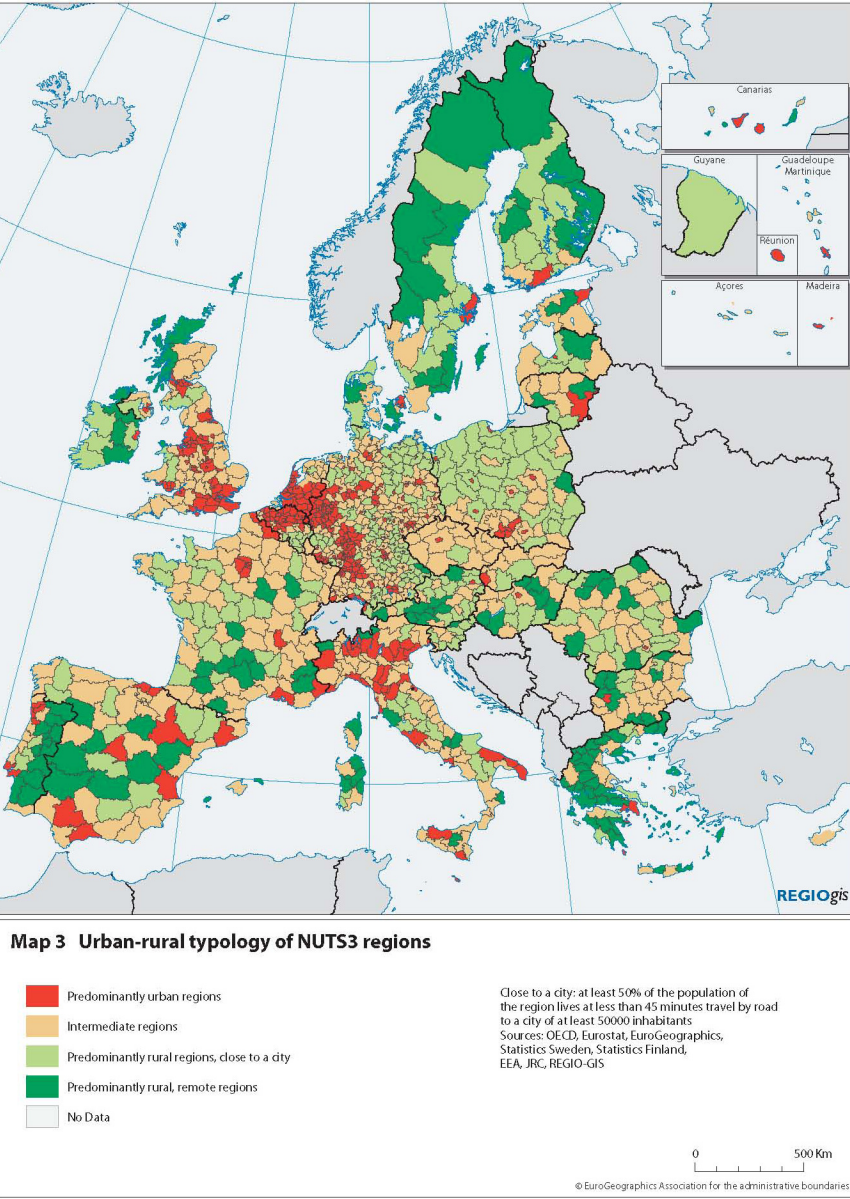 Canarias
Guyane
Guadeloupe
Martinique
Réunion
Açores
Madeira
REGIOgis
Map 3 Urban-rural typology of NUTS3 regions
Predominantly urban regions
Intermediate regions
Predominantly rural regions, close to a city
Predominantly rural, remote regions
No Data
Close to a city: at least 50% of the population of
the region lives at less than 45 minutes travel by road
to a city of at least 50000 inhabitants
Sources: OECD, Eurostat, EuroGeographics,
Statistics Sweden, Statistics Finland,
EEA, JRC, REGIO-GIS
0 500 Km
© EuroGeographics Association for the administrative boundaries